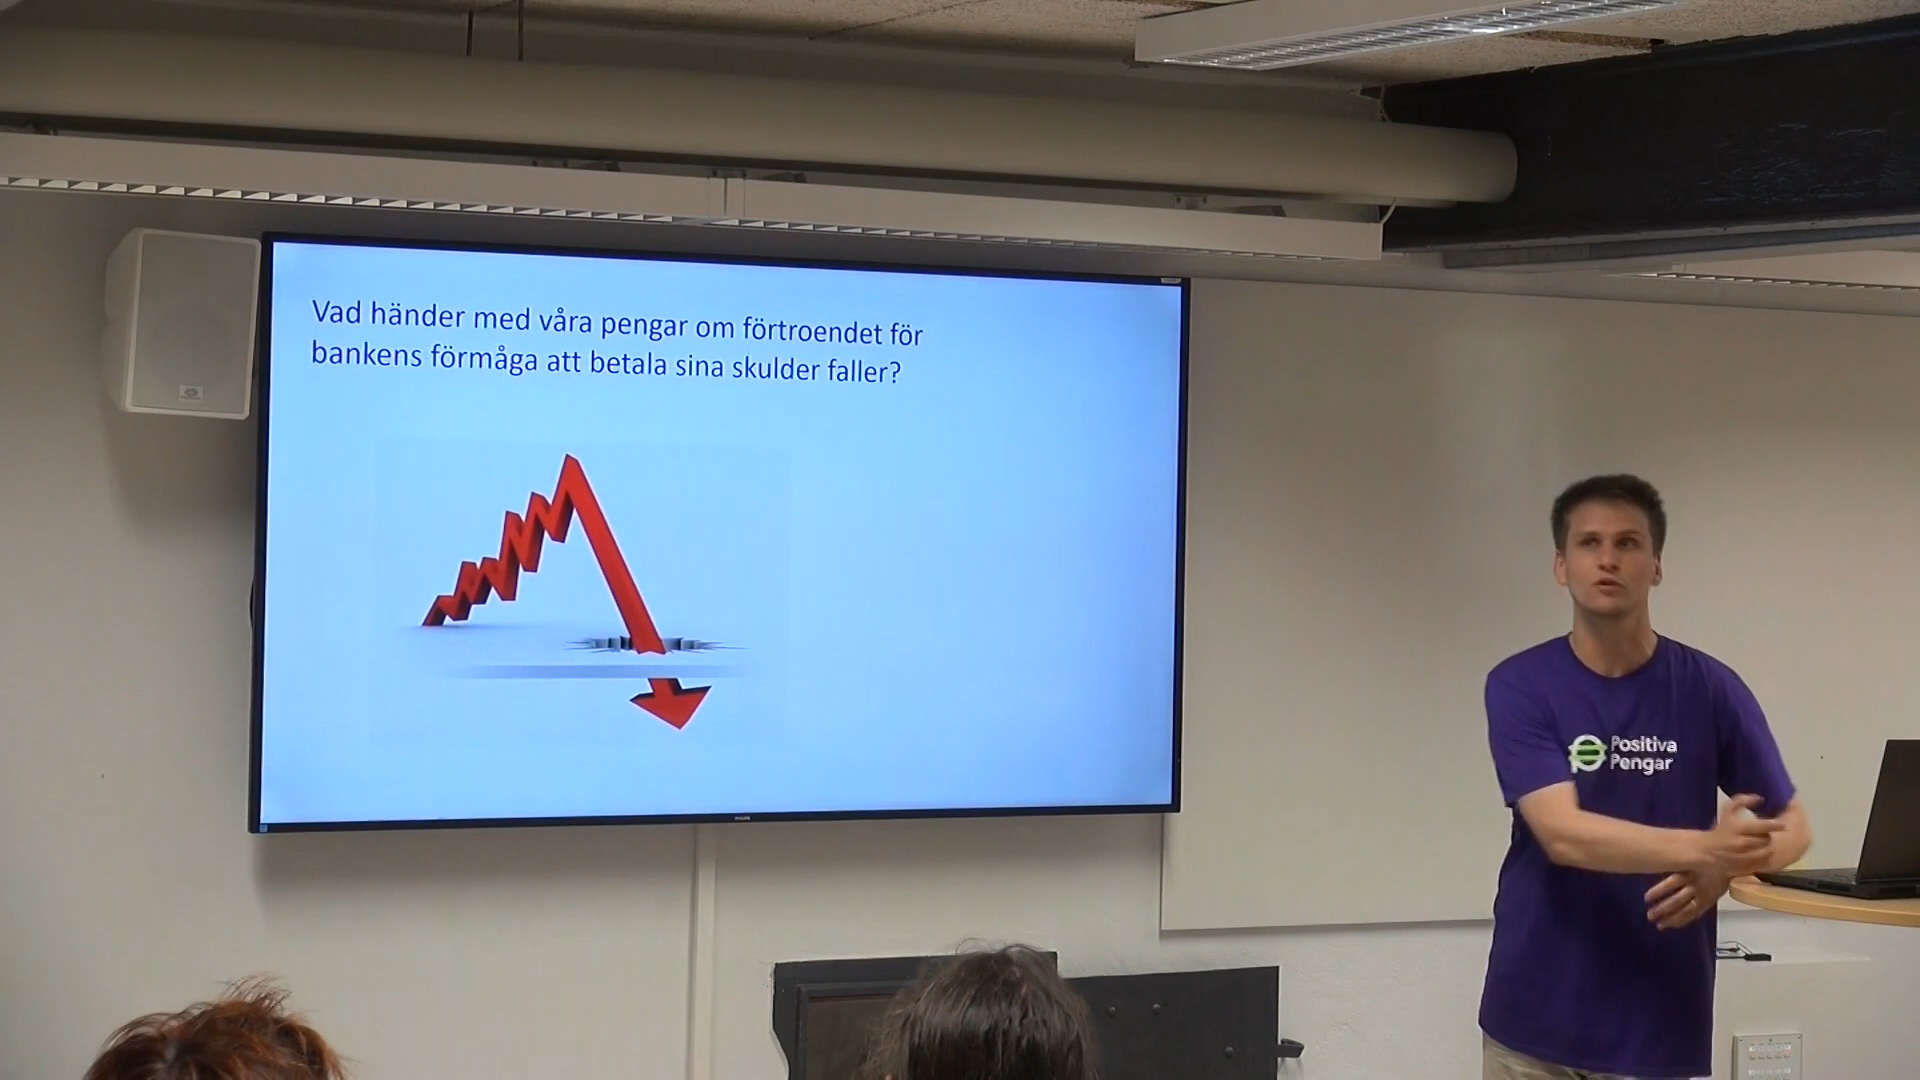 Vad händer med våra pengar om förtroendet för
bankens förmåga att betala sina skulder faller?
Positiva
Pengar